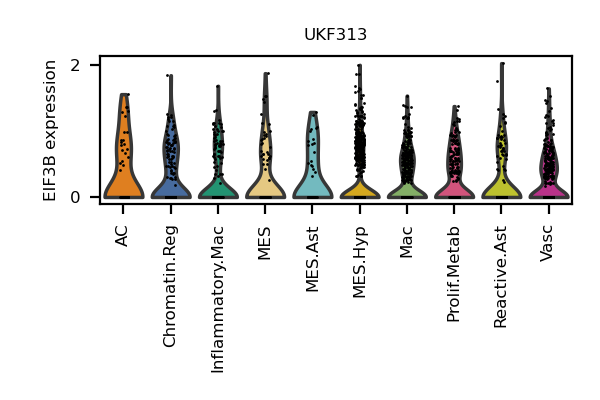 UKF313
EIF3B expression
2
0
AC
Chromatin.Reg
Inflammatory.Mac
MES
MES.Ast
MES.Hyp
Mac
Prolif.Metab
Reactive.Ast
Vasc